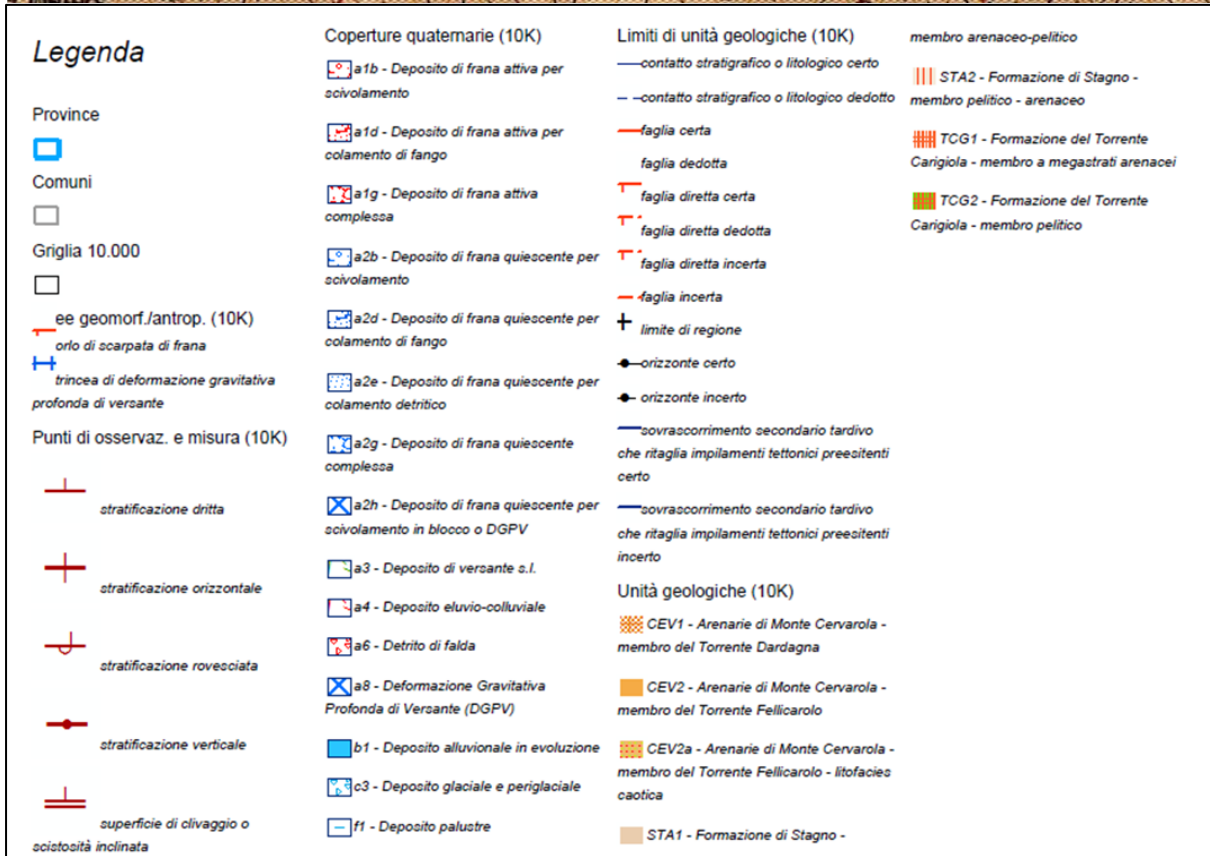 Legenda
Province
Comuni
Griglia 10.000
ee geomorf./antrop. (10K)
orlo di scarpata di frana
trincea di deformazione gravitativa
profonda di versante
Punti di osservaz. e misura (10K)
stratificazione dritta
stratificazione orizzontale
stratificazione rovesciata
stratificazione verticale
superficie di clivaggio o
scistosità inclinata
Coperture quaternarie (10K)
a1b - Deposito di frana attiva per
scivolamento
a1d - Deposito di frana attiva per
colamento di fango
a1g - Deposito di frana attiva
complessa
a2b - Deposito di frana quiescente per
scivolamento
a2d - Deposito di frana quiescente per
colamento di fango
a2e - Deposito di frana quiescente per
colamento detritico
a2g - Deposito di frana quiescente
complessa
a2h - Deposito di frana quiescente per
scivolamento in blocco o DGPV
a3 - Deposito di versante s.l.
a4 - Deposito eluvio-colluviale
a6 - Detrito di falda
a8 - Deformazione Gravitativa
Profonda di Versante (DGPV)
b1 - Deposito alluvionale in evoluzione
c3 - Deposito glaciale e periglaciale
f1 - Deposito palustre
Limiti di unità geologiche (10K)
contatto stratigrafico o litologico certo
contatto stratigrafico o litologico dedotto
faglia certa
faglia dedotta
faglia diretta certa
faglia diretta dedotta
faglia diretta incerta
faglia incerta
limite di regione
orizzonte certo
orizzonte incerto
sovrascorrimento secondario tardivo
che ritaglia impilamenti tettonici preesitenti
certo
sovrascorrimento secondario tardivo
che ritaglia impilamenti tettonici preesitenti
incerto
Unità geologiche (10K)
CEV1 - Arenarie di Monte Cervarola -
membro del Torrente Dardagna
CEV2 - Arenarie di Monte Cervarola -
membro del Torrente Fellicarolo
CEV2a - Arenarie di Monte Cervarola -
membro del Torrente Fellicarolo - litofacies
caotica
STA1 - Formazione di Stagno -
membro arenaceo-pelitico
STA2 - Formazione di Stagno -
membro pelitico - arenaceo
TCG1 - Formazione del Torrente
Carigiola - membro a megastrati arenacei
TCG2 - Formazione del Torrente
Carigiola - membro pelitico